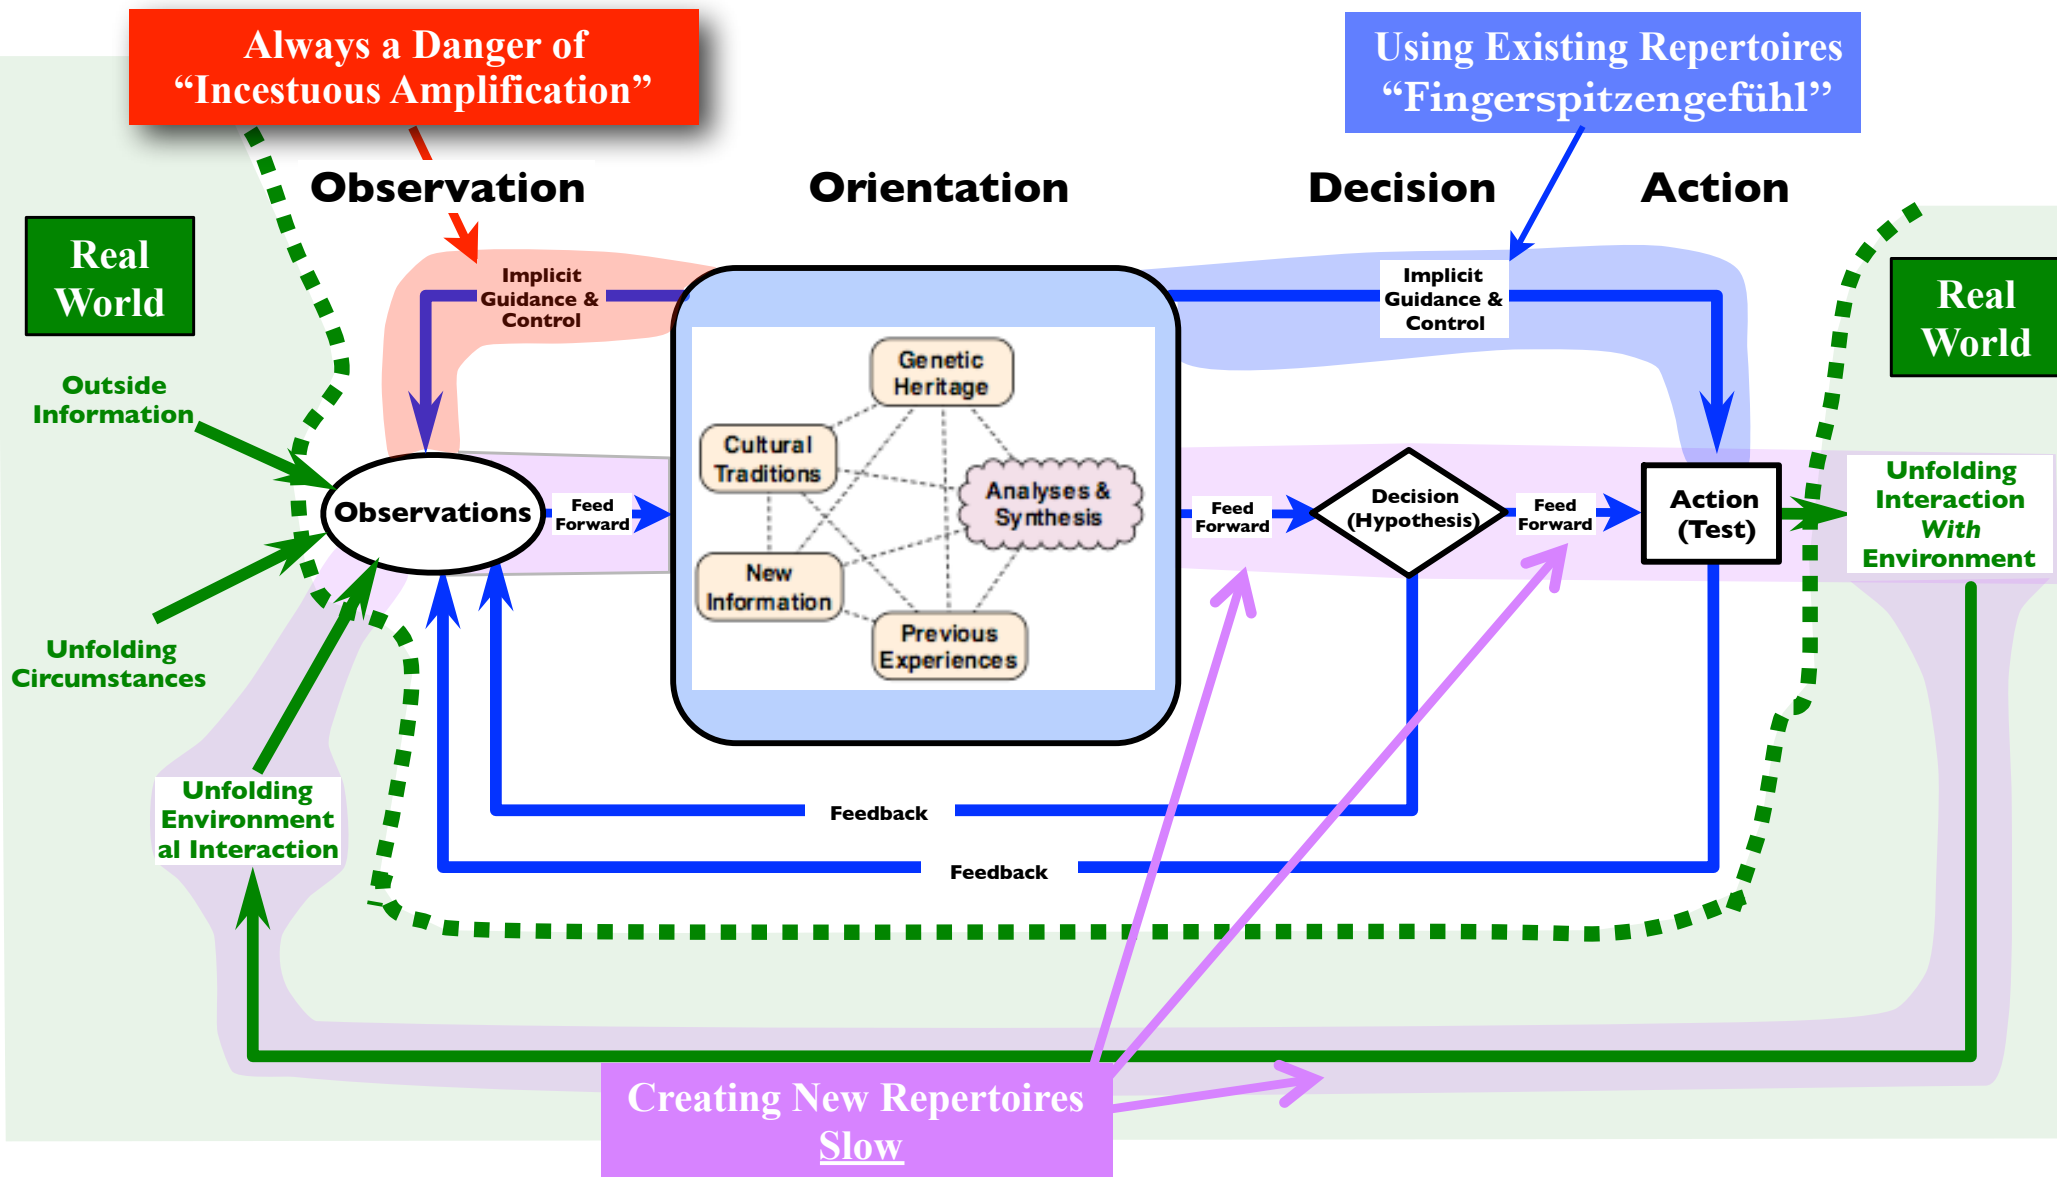 Always a Danger of
“Incestuous Amplification”
Using Existing Repertoires
“Fingerspitzengefühl”
Observation
Orientation
Decision
Action
Real
World
Real
World
Implicit
Guidance &
Control
Implicit
Guidance &
Control
Outside
Information
Genetic
Heritage
Cultural
Traditions
Analyses &
Synthesis
New
Information
Previous
Experiences
Observations
Feed
Forward
Feed
Forward
Decision
(Hypothesis)
Feed
Forward
Action
(Test)
Unfolding
Interaction
With
Environment
Unfolding
Circumstances
Unfolding
Environment
al Interaction
Feedback
Feedback
Creating New Repertoires
Slow